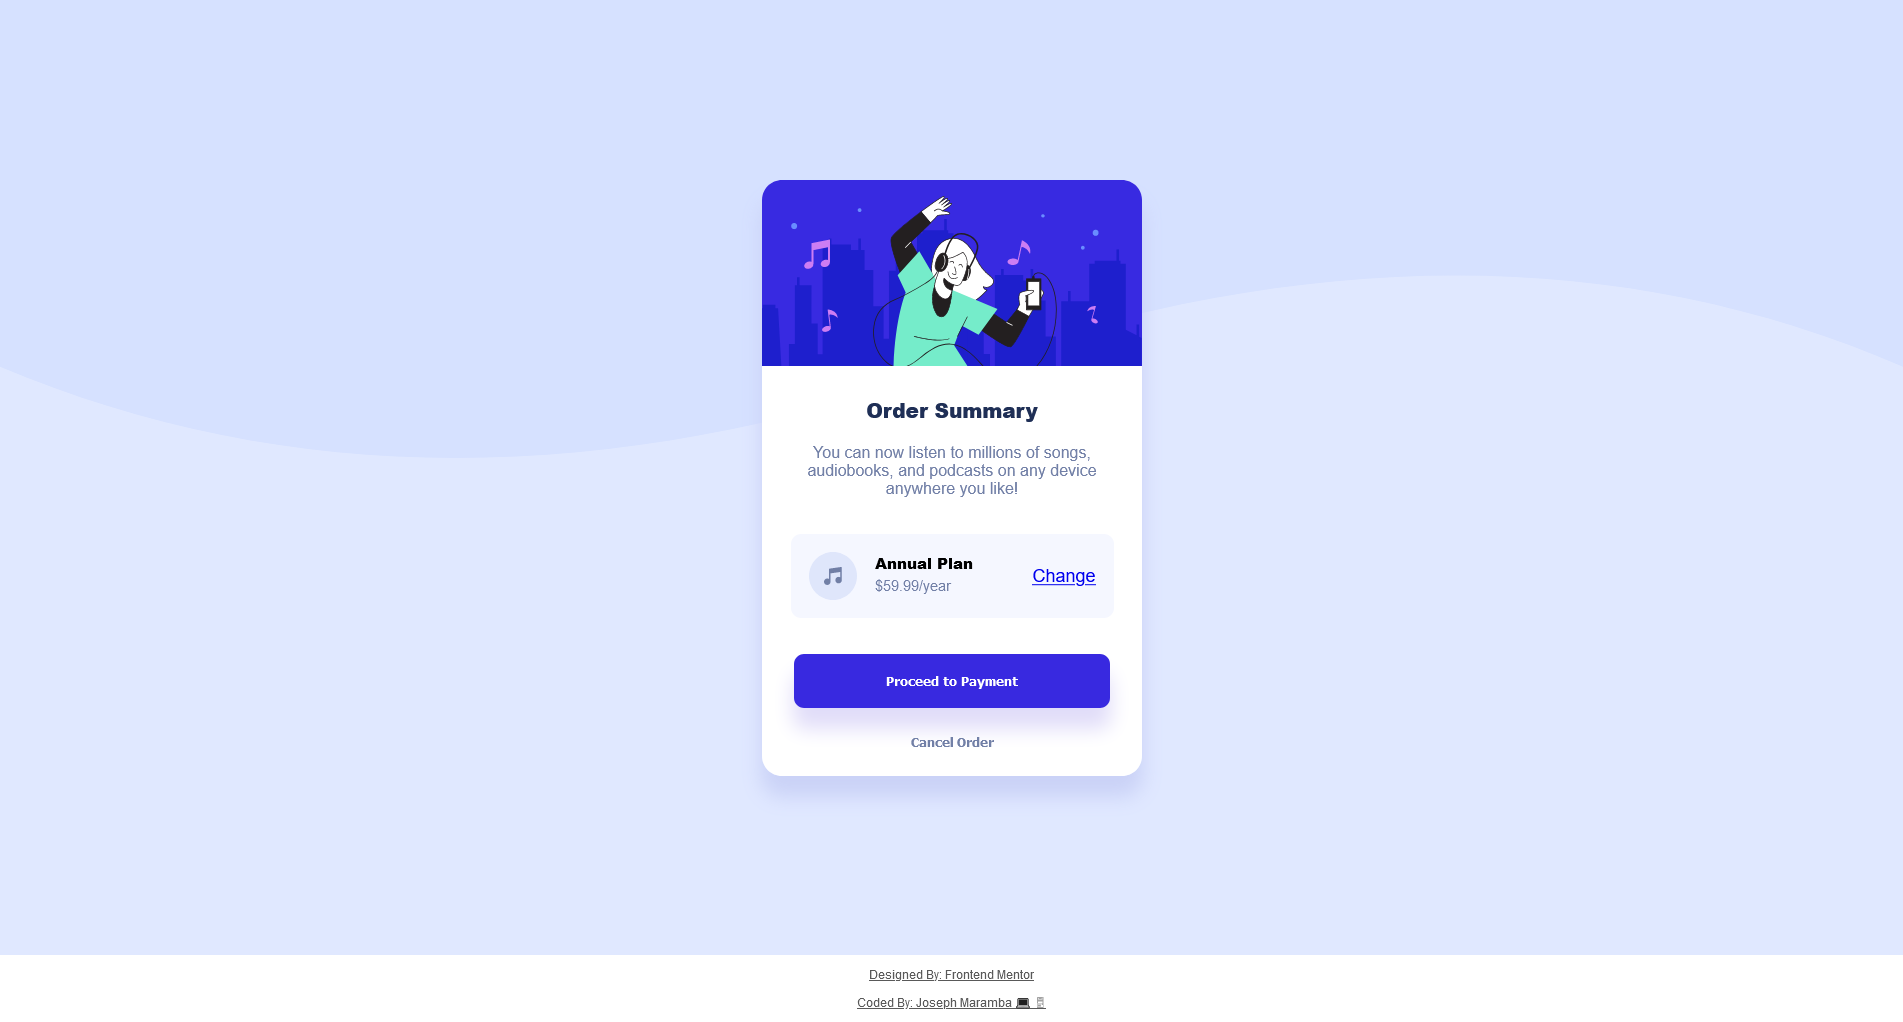 Order Summary
You can now listen to millions of songs,
audiobooks, and podcasts on any device
anywhere you like!
Annual Plan
$59.99/year
Change
Proceed to Payment
Cancel Order
Designed By: Frontend Mentor
Coded By: Joseph Maramba